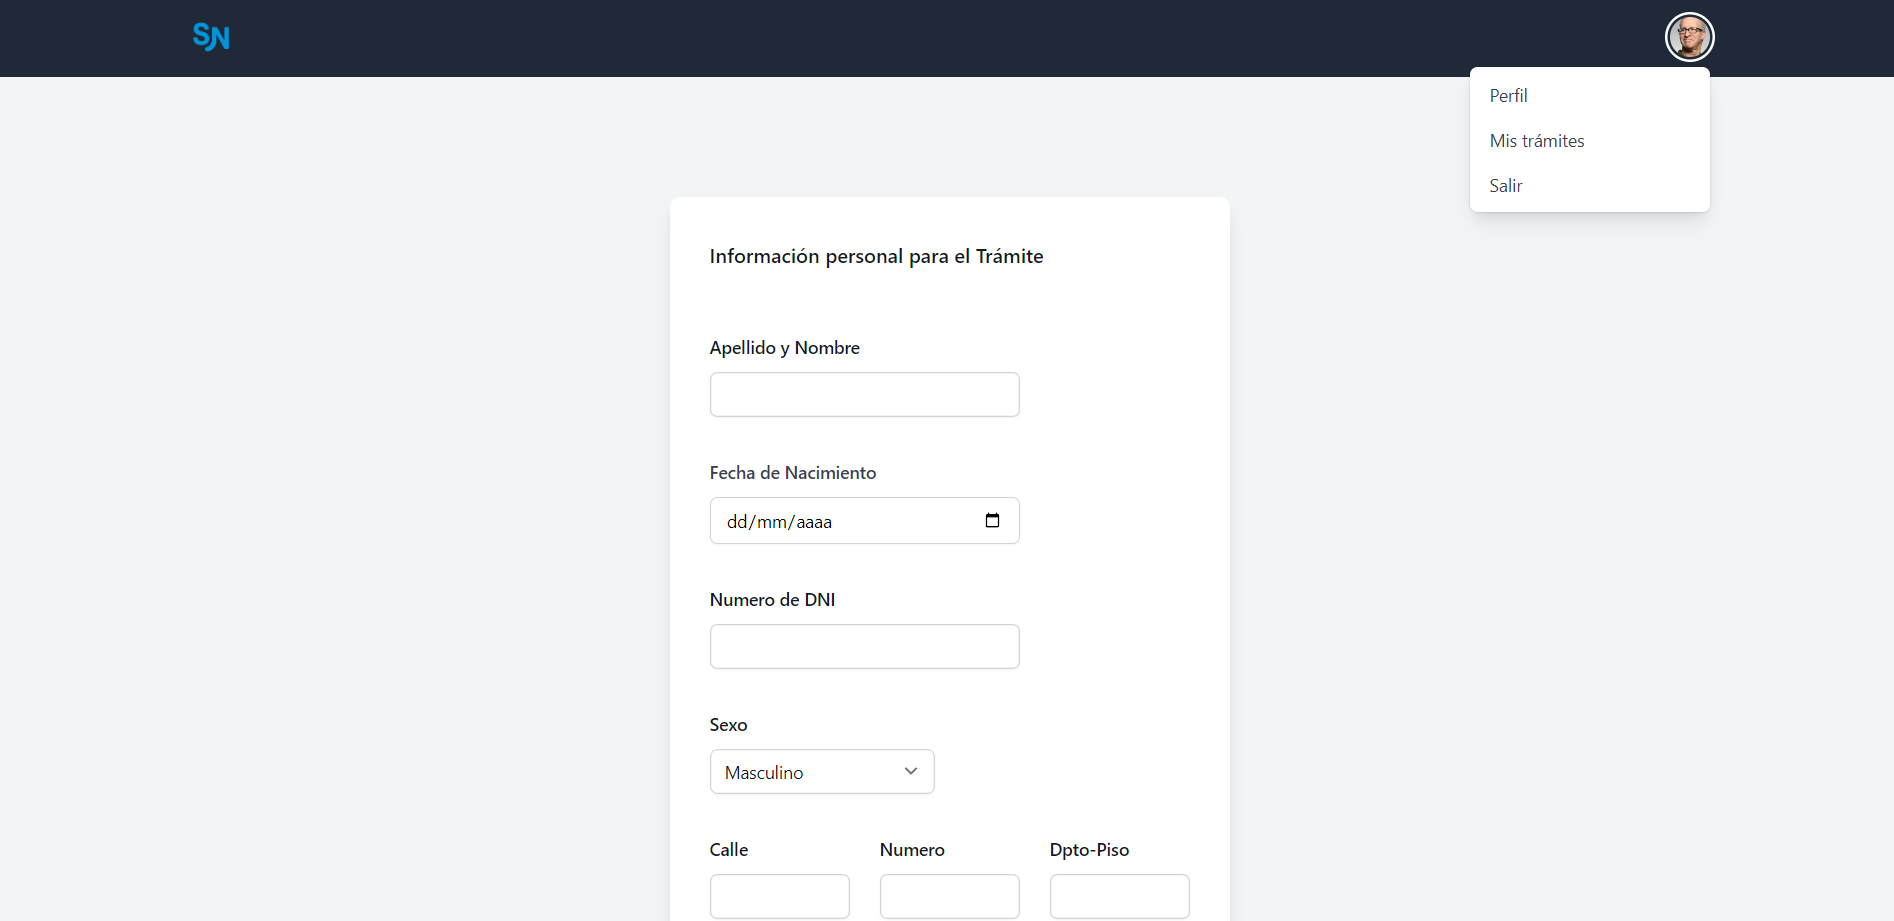 SN
Perfil
Mis trámites
Salir
Información personal para el Trámite
Apellido y Nombre
Fecha de Nacimiento
dd/mm/aaaa
Numero de DNI
Sexo
Masculino
Calle Numero Dpto-Piso